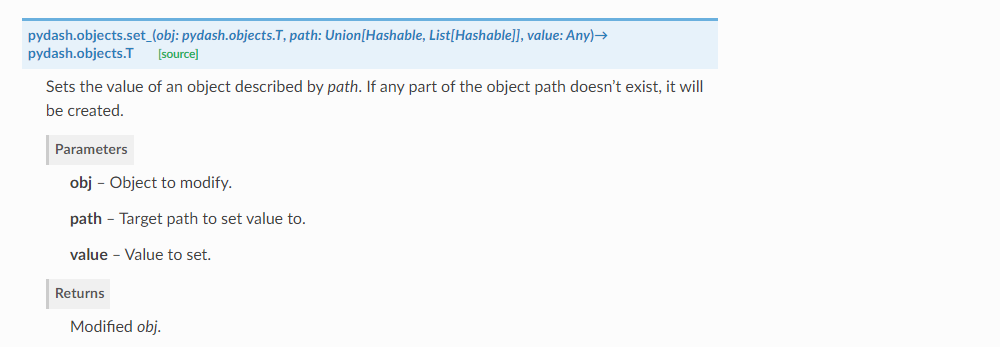 pydash.objects.set_(obj: pydash.objects.T, path: Union[Hashable, List[Hashable]], value: Any)→
pydash.objects.T [source]
Sets the value of an object described by path. If any part of the object path doesn’t exist, it will
be created.
Parameters
obj – Object to modify.
path – Target path to set value to.
value – Value to set.
Returns
Modified obj.